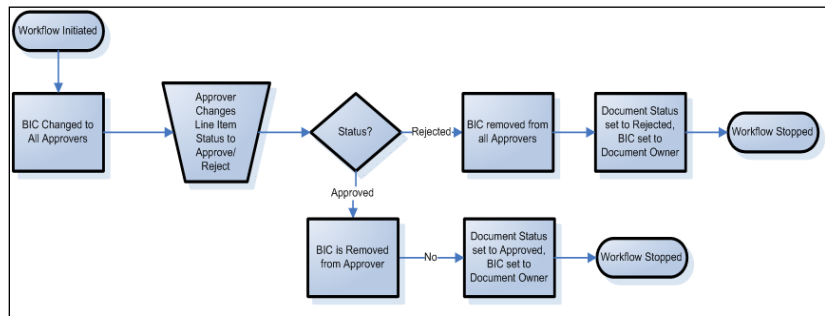 Workflow Initiated
BIC Changed to
All Approvers
Approver
Changes
Line Item
Status to
Approve/
Reject
Status?
Rejected
BIC removed from
all Approvers
Document Status
set to Rejected,
BIC set to
Document Owner
Workflow Stopped
Approved
BIC is Removed
from Approver
No
Document Status
set to Approved,
BIC set to
Document Owner
Workflow Stopped